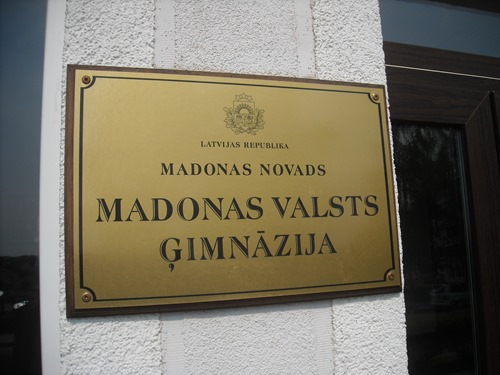 LATVIJAS REPUBLIKA
MADONAS NOVADS
MADONAS VALSTS
ĢIMNĀZIJA